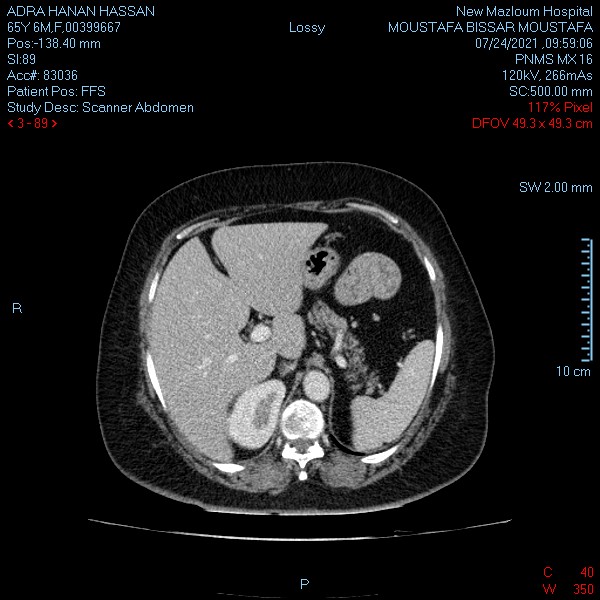 ADRA HANAN HASSAN
65Y 6M,F,00399667
Pos:-138.40 mm
SI:89
Acc#: 83036
Patient Pos: FFS
Study Desc: Scanner Abdomen
< 3 - 89 >
Lossy
New Mazloum Hospital
MOUSTAFA BISSAR MOUSTAFA
07/24/2021 ,09:59:06
PNMS MX 16
120kV, 266mAs
SC:500.00 mm
117% Pixel
DFOV 49.3 x 49.3 cm
SW 2.00 mm
R
10 cm
P
C 40
W 350